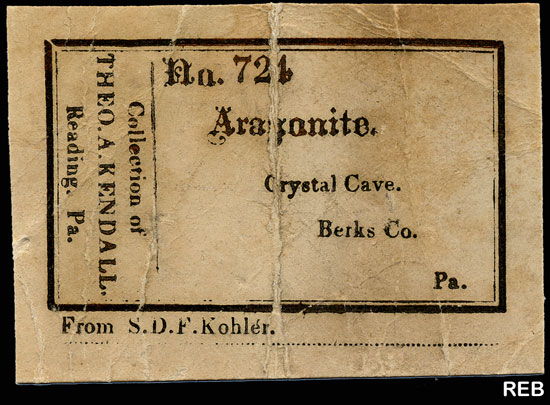 No. 724
Aragonite.
Crystal Cave.
Berks Co.
Pa.
Collection of
THEO. A. KENDALL.
Reading. Pa.
From S.D.F. Kohler.
REB